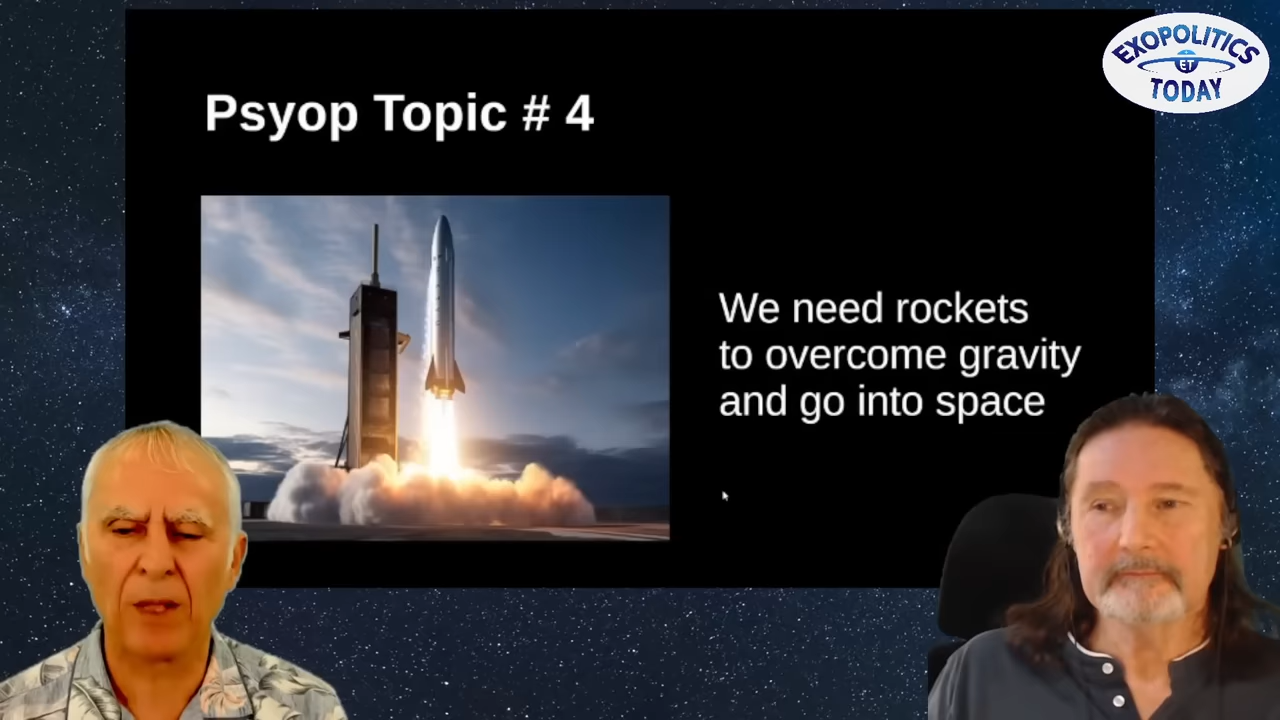 Psyop Topic # 4
EXOPOLITICS
ET
TODAY
We need rockets
to overcome gravity
and go into space